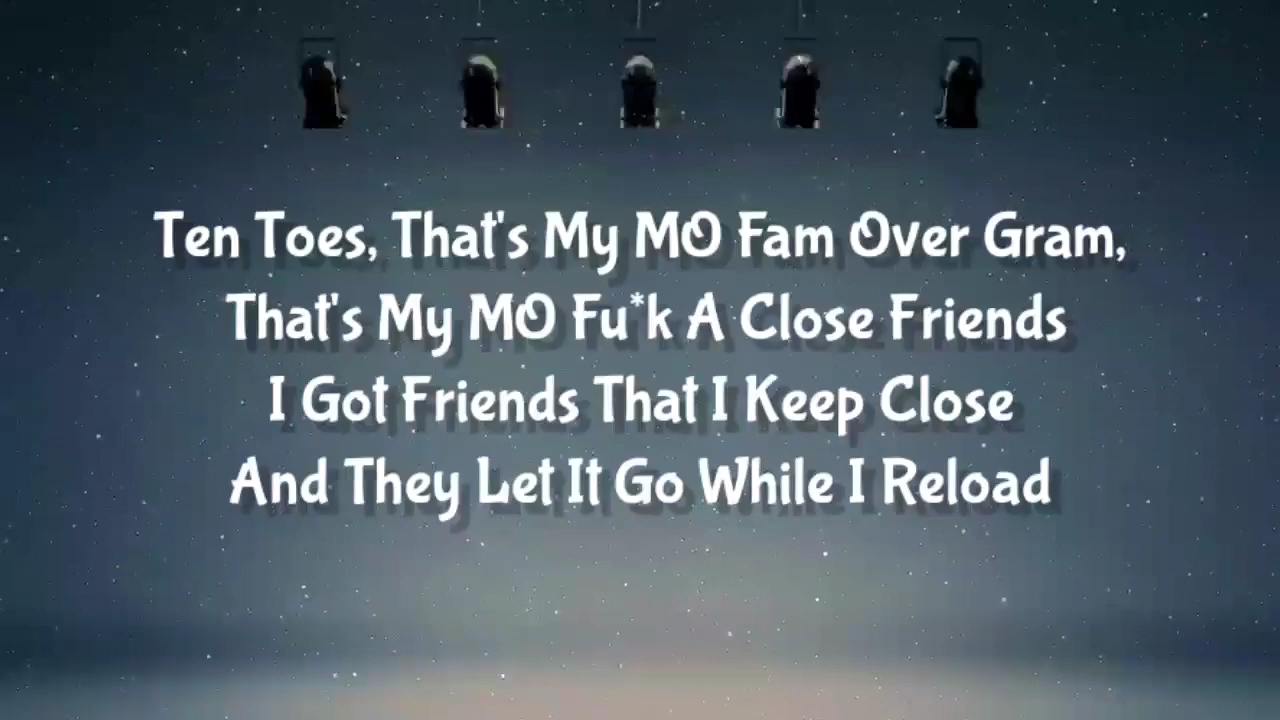 Ten Toes, That's My MO Fam Over Gram,
That's My MO Fu*k A Close Friends
I Got Friends That I Keep Close
And They Let It Go While I Reload